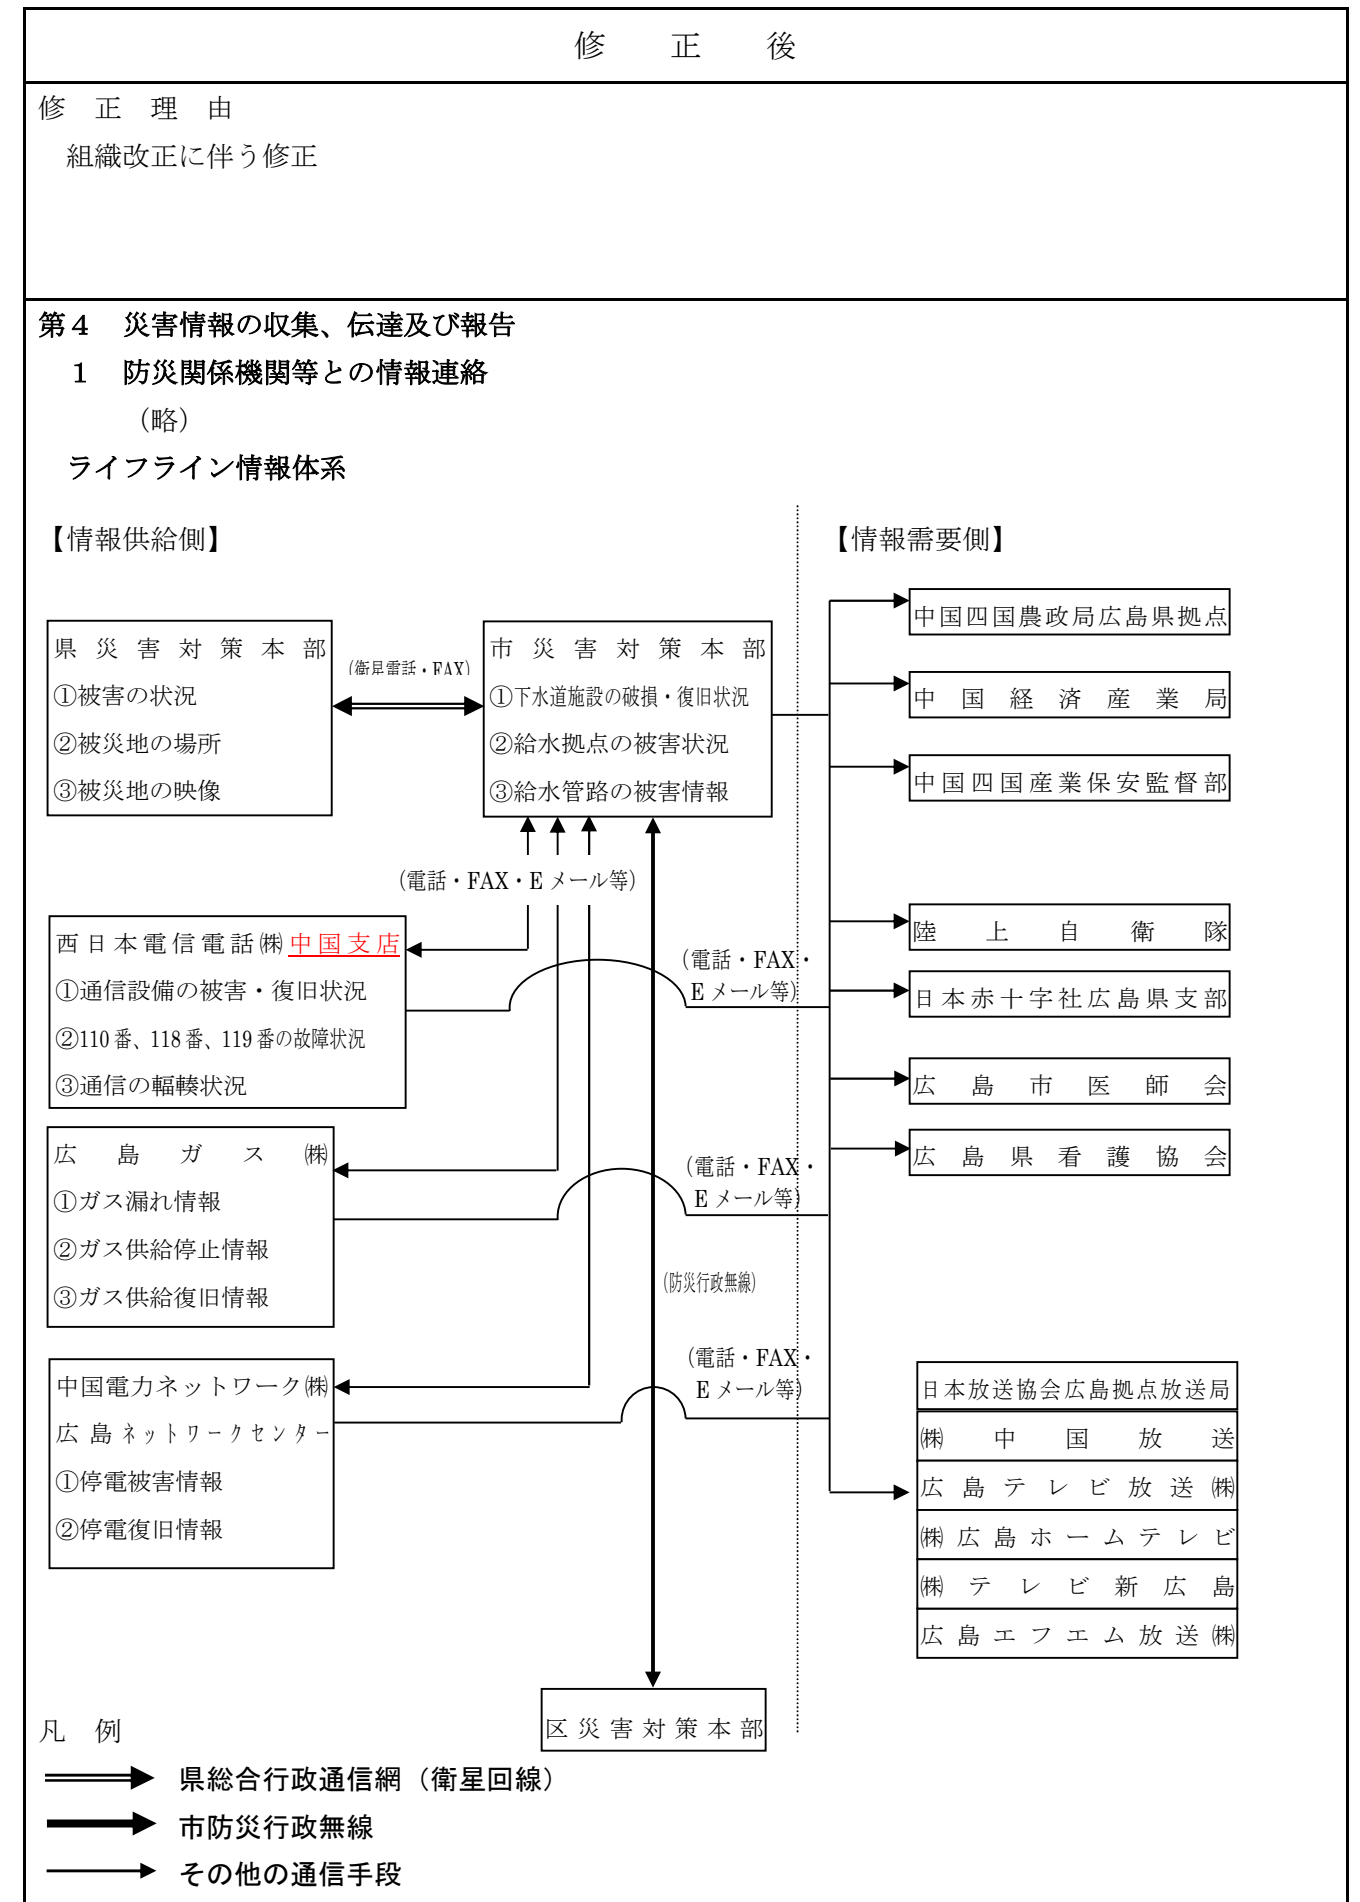 修　正　後
修　正　理　由
組織改正に伴う修正
第４　災害情報の収集、伝達及び報告
１　防災関係機関等との情報連絡
（略）
ライフライン情報体系
【情報供給側】
【情報需要側】
県災害対策本部
①被害の状況
②被災地の場所
③被災地の映像
（衛星電話・FAX）
市災害対策本部
①下水道施設の破損・復旧状況
②給水拠点の被害状況
③給水管路の被害情報
（電話・FAX・E メール等）
西日本電信電話㈱中国支店
①通信設備の被害・復旧状況
②110 番、118 番、119 番の故障状況
③通信の輻輳状況
（電話・FAX・
E メール等）
広島ガス㈱
①ガス漏れ情報
②ガス供給停止情報
③ガス供給復旧情報
（電話・FAX・
E メール等）
（防災行政無線）
中国電力ネットワーク㈱
広島ネットワークセンター
①停電被害情報
②停電復旧情報
（電話・FAX・
E メール等）
区災害対策本部
中国四国農政局広島県拠点
中国経済産業局
中国四国産業保安監督部
陸上自衛隊
日本赤十字社広島県支部
広島市医師会
広島県看護協会
日本放送協会広島拠点放送局
㈱中国放送
広島テレビ放送㈱
㈱広島ホームテレビ
㈱テレビ新広島
広島エフエム放送㈱
凡　例
県総合行政通信網（衛星回線）
市防災行政無線
その他の通信手段